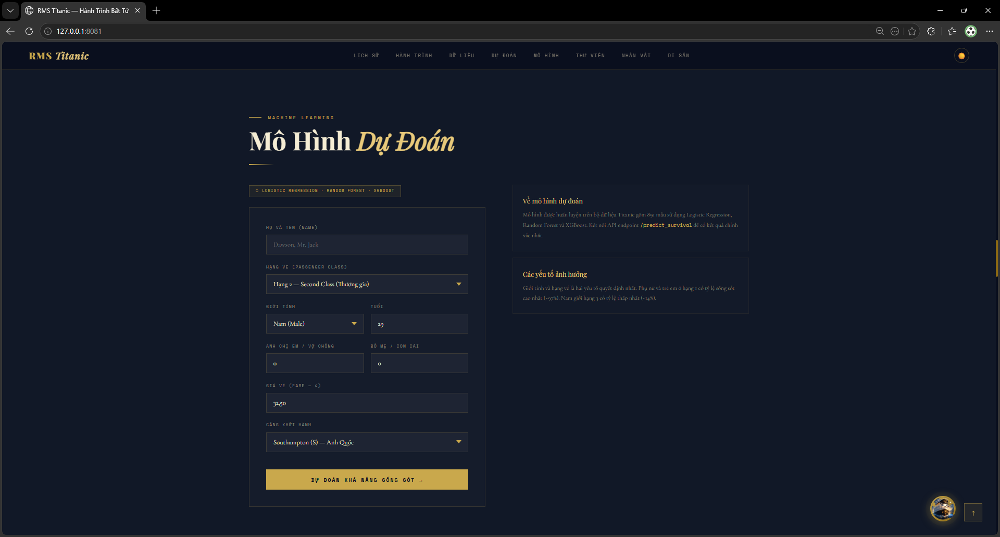 RMS Titanic — Hành Trình Bất Tử
127.0.0.1:8081
RMS Titanic
LỊCH SỬ
HÀNH TRÌNH
DỮ LIỆU
DỰ ĐOÁN
MÔ HÌNH
THƯ VIỆN
NHÂN VẬT
DI SẢN
MACHINE LEARNING
Mô Hình Dự Đoán
○ LOGISTIC REGRESSION · RANDOM FOREST · XGBOOST
HỌ VÀ TÊN (NAME)
Dawson, Mr. Jack
HẠNG VÉ (PASSENGER CLASS)
Hạng 2 — Second Class (Thương gia)
GIỚI TÍNH
TUỔI
Nam (Male)
29
ANH CHỊ EM / VỢ CHỒNG
BỐ MẸ / CON CÁI
0
0
GIÁ VÉ (FARE — £)
32,50
CẢNG KHỞI HÀNH
Southampton (S) — Anh Quốc
DỰ ĐOÁN KHẢ NĂNG SỐNG SÓT →
Về mô hình dự đoán
Mô hình được huấn luyện trên bộ dữ liệu Titanic gồm 891 mẫu sử dụng Logistic Regression,
Random Forest và XGBoost. Kết nối API endpoint /predict_survival để có kết quả chính
xác nhất.
Các yếu tố ảnh hưởng
Giới tính và hạng vé là hai yếu tố quyết định nhất. Phụ nữ và trẻ em ở hạng 1 có tỷ lệ sống sót
cao nhất (~97%). Nam giới hạng 3 có tỷ lệ thấp nhất (~14%).
↑